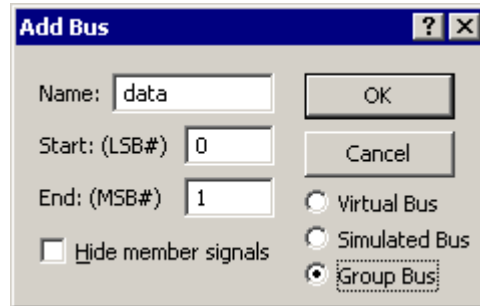 Add Bus ? ×
Name: data
OK
Start: (LSB#) 0
Cancel
End: (MSB#) 1
Virtual Bus
Hide member signals
Simulated Bus
Group Bus